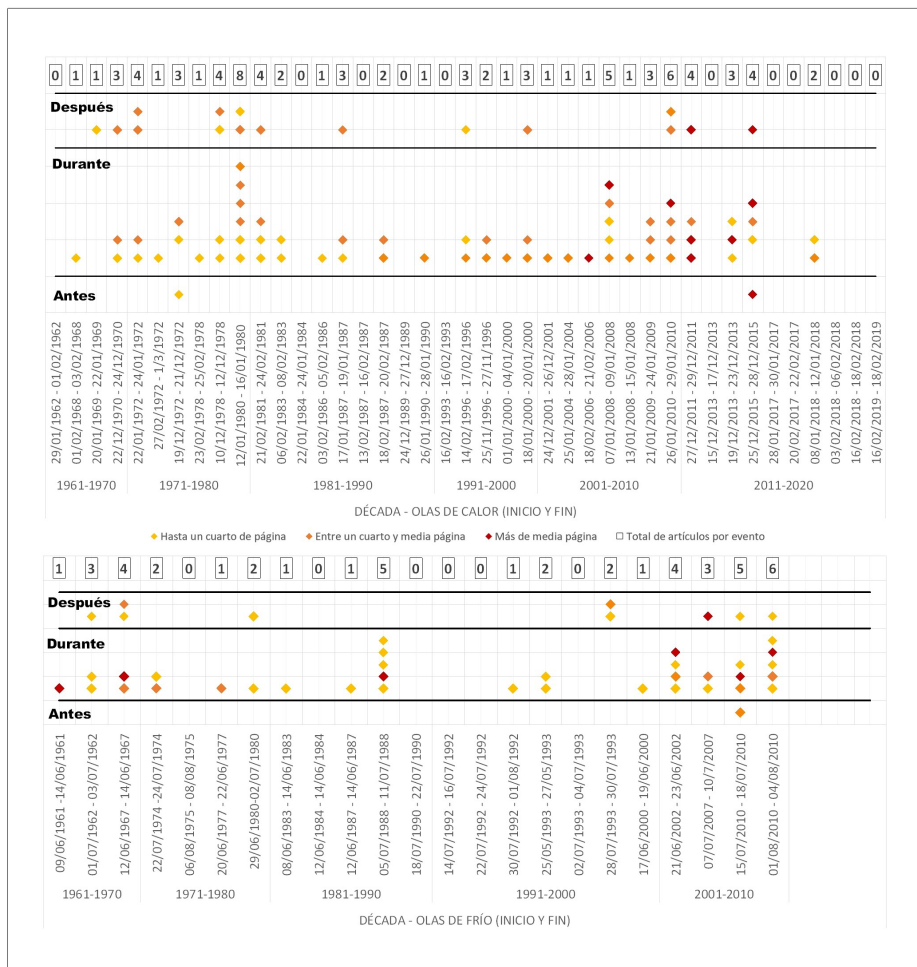 0 1 1 3 4 1 3 1 4 8 4 2 0 1 3 0 2 0 1 0 3 2 1 3 1 1 1 5 1 3 6 4 0 3 4 0 0 2 0 0 0
Después
Durante
Antes
29/01/1962 - 01/02/1962
01/02/1968 - 03/02/1968
20/01/1969 - 22/01/1969
22/12/1970 - 24/12/1970
22/01/1972 - 24/01/1972
27/02/1972 - 1/3/1972
19/12/1972 - 21/12/1972
23/02/1978 - 25/02/1978
10/12/1978 - 12/12/1978
12/01/1980 - 16/01/1980
21/02/1981 - 24/02/1981
06/02/1983 - 08/02/1983
22/01/1984 - 24/01/1984
03/02/1986 - 05/02/1986
17/01/1987 - 19/01/1987
13/02/1987 - 16/02/1987
18/02/1987 - 20/02/1987
24/12/1989 - 27/12/1989
26/01/1990 - 28/01/1990
16/02/1993 - 16/02/1993
14/02/1996 - 17/02/1996
25/11/1996 - 27/11/1996
01/01/2000 - 04/01/2000
18/02/2000 - 20/02/2000
24/12/2001 - 26/12/2001
25/01/2004 - 28/01/2004
18/02/2006 - 21/02/2006
07/01/2008 - 09/01/2008
13/01/2008 - 15/01/2008
21/01/2009 - 24/01/2009
26/01/2010 - 29/01/2010
27/12/2011 - 29/12/2011
15/12/2013 - 17/12/2013
19/12/2013 - 23/12/2013
25/12/2015 - 28/12/2015
28/01/2017 - 30/01/2017
20/02/2017 - 22/02/2017
08/01/2018 - 12/01/2018
03/02/2018 - 06/02/2018
16/02/2018 - 18/02/2018
16/02/2019 - 18/02/2019
1961-1970 1971-1980 1981-1990 1991-2000 2001-2010 2011-2020
DÉCADA - OLAS DE CALOR (INICIO Y FIN)
Hasta un cuarto de página Entre un cuarto y media página Más de media página Total de artículos por evento
1 3 4 2 0 1 2 1 0 1 5 0 0 0 1 2 0 2 1 4 3 5 6
Después
Durante
Antes
09/06/1961 -14/06/1961
01/07/1962 - 03/07/1962
12/06/1967 - 14/06/1967
22/07/1974 -24/07/1974
06/08/1975 - 08/08/1975
20/06/1977 - 22/06/1977
29/06/1980-02/07/1980
08/06/1983 - 14/06/1983
12/06/1984 - 14/06/1984
12/06/1987 - 14/06/1987
05/07/1988 - 11/07/1988
18/07/1990 - 22/07/1990
14/07/1992 - 16/07/1992
22/07/1992 - 24/07/1992
30/07/1992 - 01/08/1992
25/05/1993 - 27/05/1993
02/07/1993 - 04/07/1993
28/07/1993 - 30/07/1993
17/06/2000 - 19/06/2000
21/06/2002 - 23/06/2002
07/07/2007 - 10/7/2007
15/07/2010 - 18/07/2010
01/08/2010 - 04/08/2010
1961-1970 1971-1980 1981-1990 1991-2000 2001-2010
DÉCADA - OLAS DE FRÍO (INICIO Y FIN)